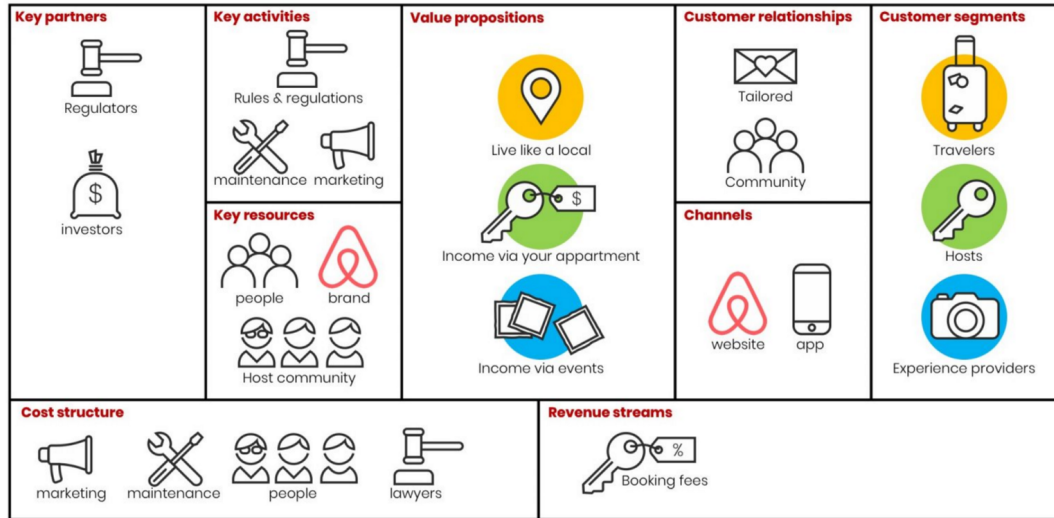 Key partners
Regulators
$
investors
Key activities
Rules & regulations
maintenance
marketing
Key resources
people
brand
Host community
Value propositions
Live like a local
$
Income via your appartment
Income via events
Customer relationships
Tailored
Community
Channels
website
app
Customer segments
Travelers
Hosts
Experience providers
Cost structure
marketing
maintenance
people
lawyers
Revenue streams
%
Booking fees